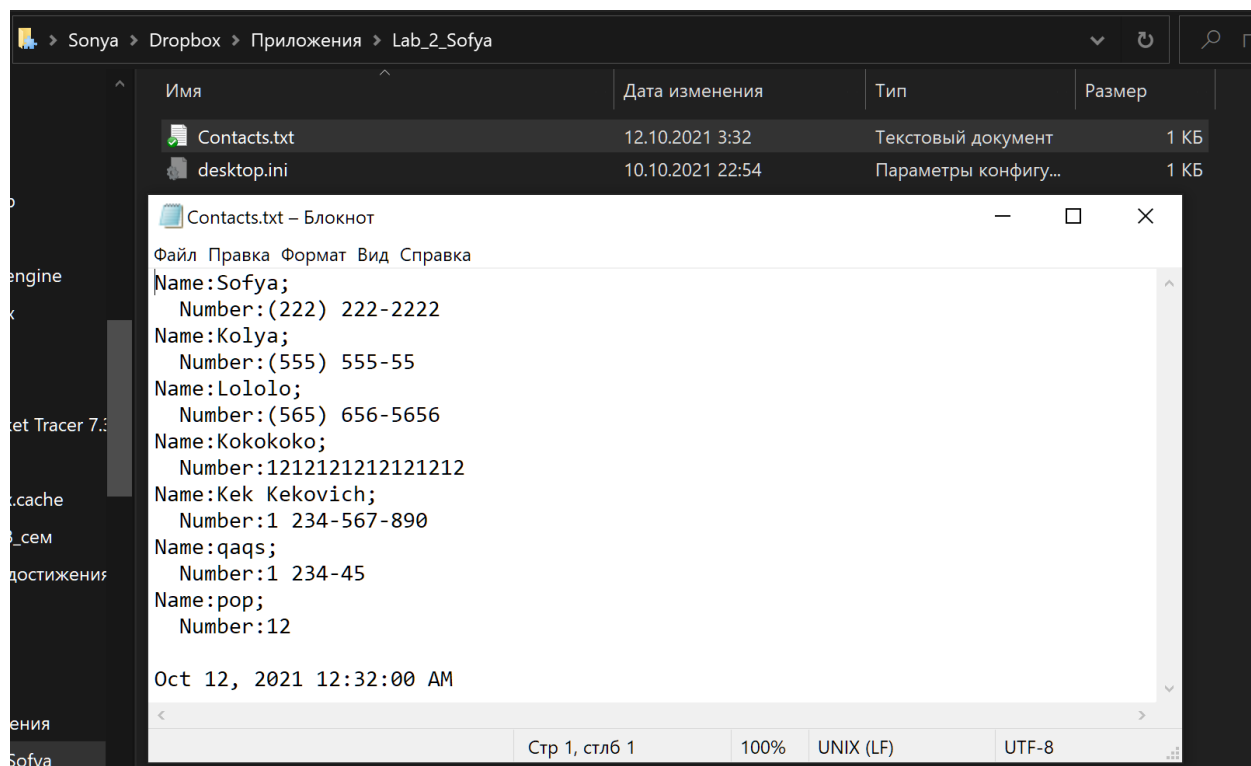 Sonya > Dropbox > Приложения > Lab_2_Sofya
Имя Дата изменения Тип Размер
Contacts.txt 12.10.2021 3:32 Текстовый документ 1 КБ
desktop.ini 10.10.2021 22:54 Параметры конфигу... 1 КБ
Contacts.txt – Блокнот
Файл Правка Формат Вид Справка
Name:Sofya;
Number:(222) 222-2222
Name:Kolya;
Number:(555) 555-55
Name:Lololo;
Number:(565) 656-5656
Name:Kokokoko;
Number:1212121212121212
Name:Kek Kekovich;
Number:1 234-567-890
Name:qaqs;
Number:1 234-45
Name:pop;
Number:12
Oct 12, 2021 12:32:00 AM
Стр 1, стлб 1 100% UNIX (LF) UTF-8
engine
et Tracer 7.3
.cache
_сем
достижения
ения
Sofya